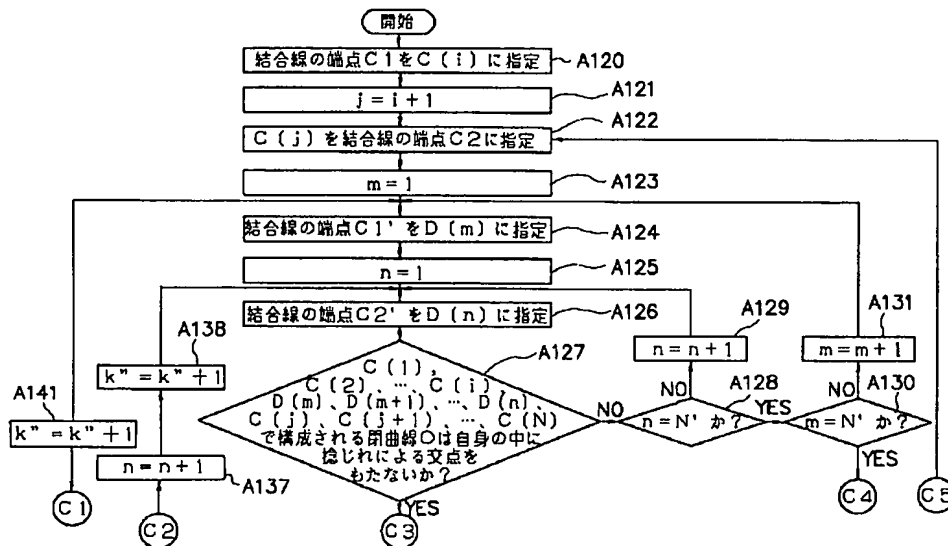 開始
結合線の端点C1をC(i)に指定
A120
j=i+1
A121
C(j)を結合線の端点C2に指定
A122
m=1
A123
結合線の端点C1'をD(m)に指定
A124
n=1
A125
結合線の端点C2'をD(n)に指定
A126
C(1)、
C(2)、…、C(i)、
D(m)、D(m+1)、…、D(n)、
C(j)、C(j+1)、…、C(N)
で構成される閉曲線Oは自身の中に
捻じれによる交点を
もたないか?
A127
NO
YES
n=N'か?
A128
NO
YES
n=n+1
A129
m=N'か?
A130
NO
YES
m=m+1
A131
n=n+1
A137
k"=k"+1
A138
k"=k"+1
A141
C1
C2
C3
C4
C5